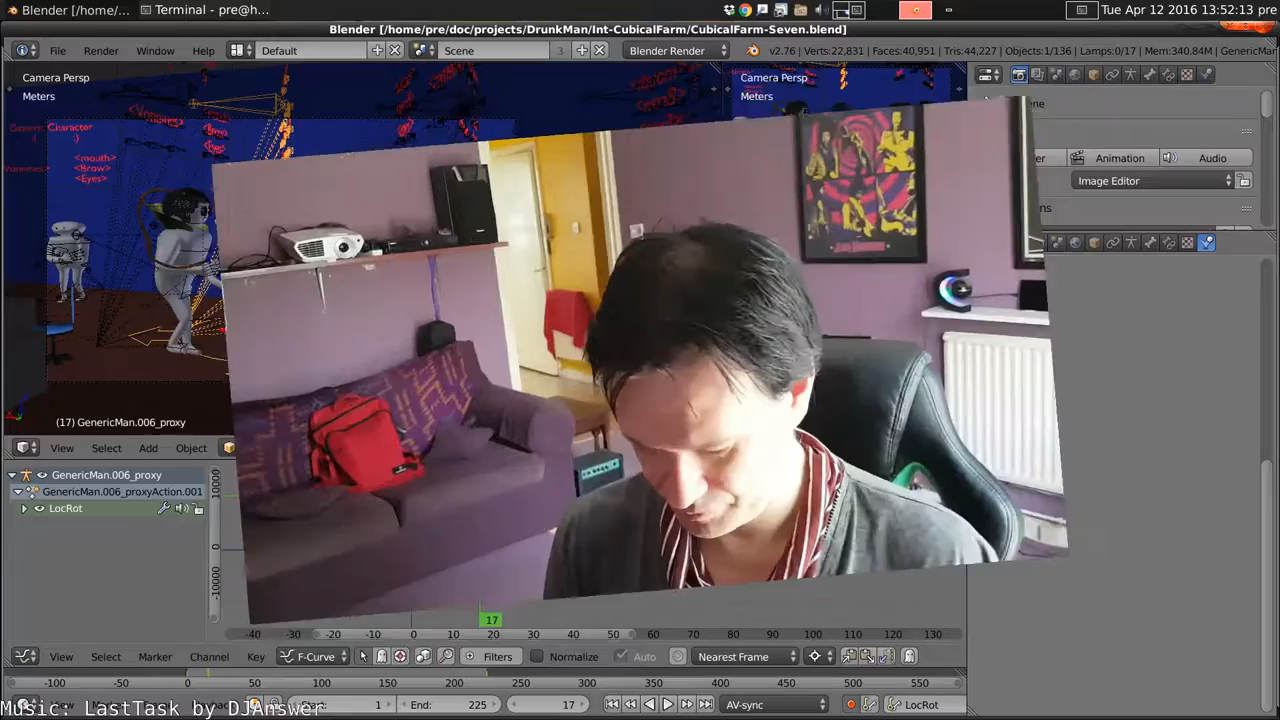 Blender [/home/...
Terminal - pre@h...
Tue Apr 12 2016 13:52:13 pre
Blender [/home/pre/doc/projects/DrunkMan/Int-CubicalFarm/CubicalFarm-Seven.blend]
File Render Window Help Default Scene 3 Blender Render v2.76 | Verts:22,831 | Faces:40,951 | Tris:44,227 | Objects:1/136 | Lamps:0/17 | Mem:340.84M | GenericMan
Camera Persp
Meters
Camera Persp
Meters
Character
<mouth>
<Brow>
<Eyes>
(17) GenericMan.006_proxy
View Select Add Object
Animation Audio
Image Editor
GenericMan.006_proxy
GenericMan.006_proxyAction.001
LocRot
10000
0
-10000
17
-40 -30 -20 -10 0 10 20 30 40 50 60 70 80 90 100 110 120 130
View Select Marker Channel Key F-Curve Filters Normalize Auto Nearest Frame
-100 -50 0 50 100 150 200 250 300 350 400 450 500 550
Start: 1 End: 225 17 AV-sync LocRot
Music: LastTask by DJAnswer